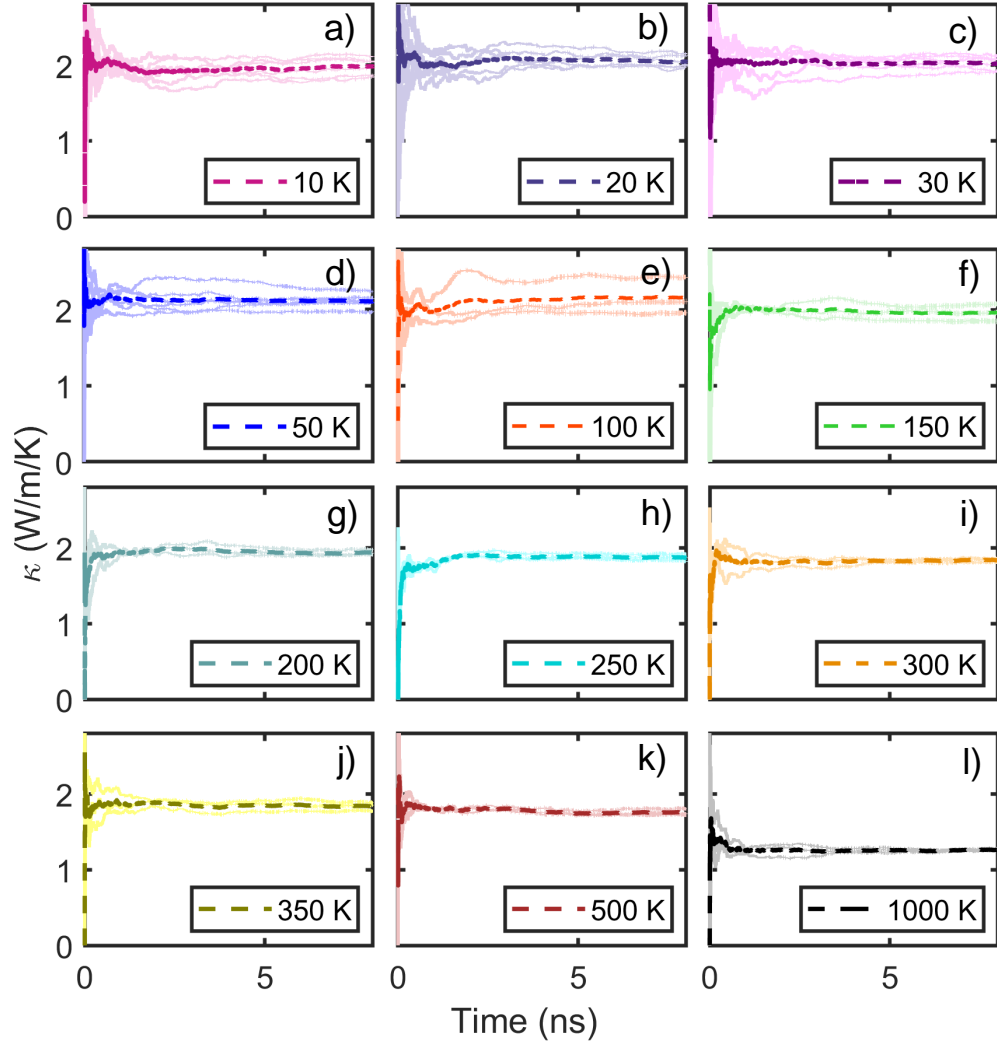 a)
b)
c)
2
1
0
10 K
20 K
30 K
d)
e)
f)
2
1
0
50 K
100 K
150 K
κ (W/m/K)
g)
h)
i)
2
1
0
200 K
250 K
300 K
j)
k)
l)
2
1
0
350 K
500 K
1000 K
0 5
0 5
0 5
Time (ns)